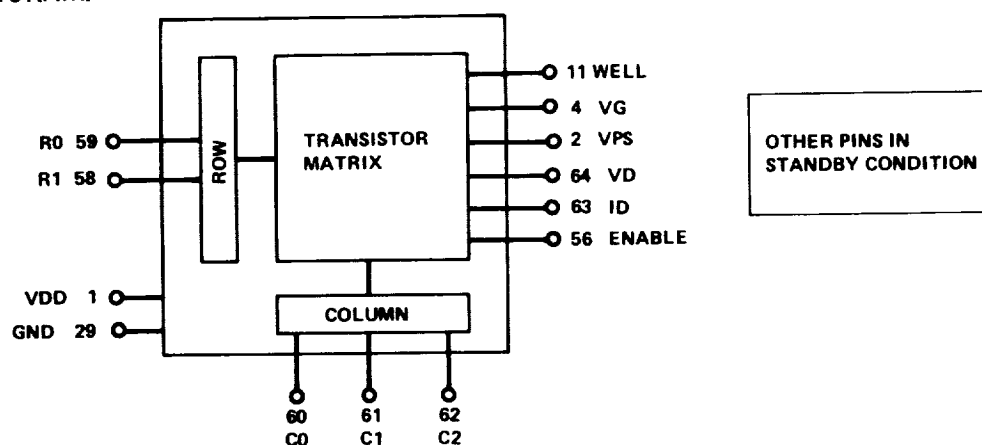 11 WELL
4 VG
2 VPS
64 VD
63 ID
56 ENABLE
R0 59
R1 58
ROW
TRANSISTOR
MATRIX
OTHER PINS IN
STANDBY CONDITION
VDD 1
GND 29
COLUMN
60 61 62
C0 C1 C2